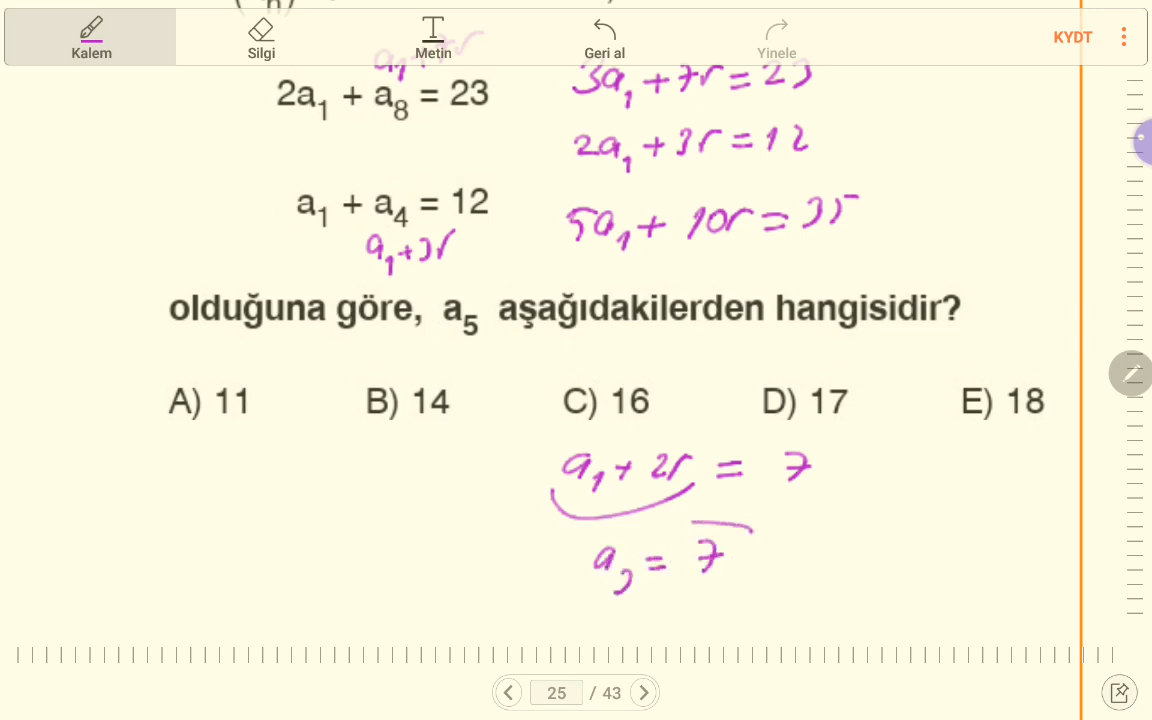 Kalem
Silgi
Metin
Geri al
Yinele
KYDT
a₁+7r
2a₁ + a₈ = 23
3a₁+7r=23
2a₁+3r=12
a₁ + a₄ = 12
5a₁+10r=35
a₁+3r
olduğuna göre, a₅ aşağıdakilerden hangisidir?
A) 11 B) 14 C) 16 D) 17 E) 18
a₁+2r = 7
a₃ = 7
25 / 43